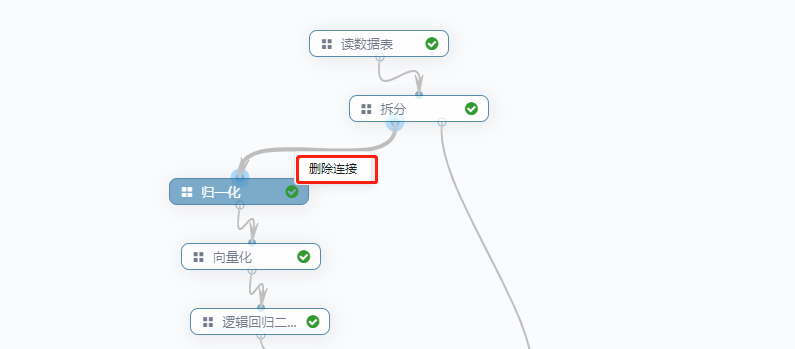 读数据表
拆分
删除连接
归一化
向量化
逻辑回归二...